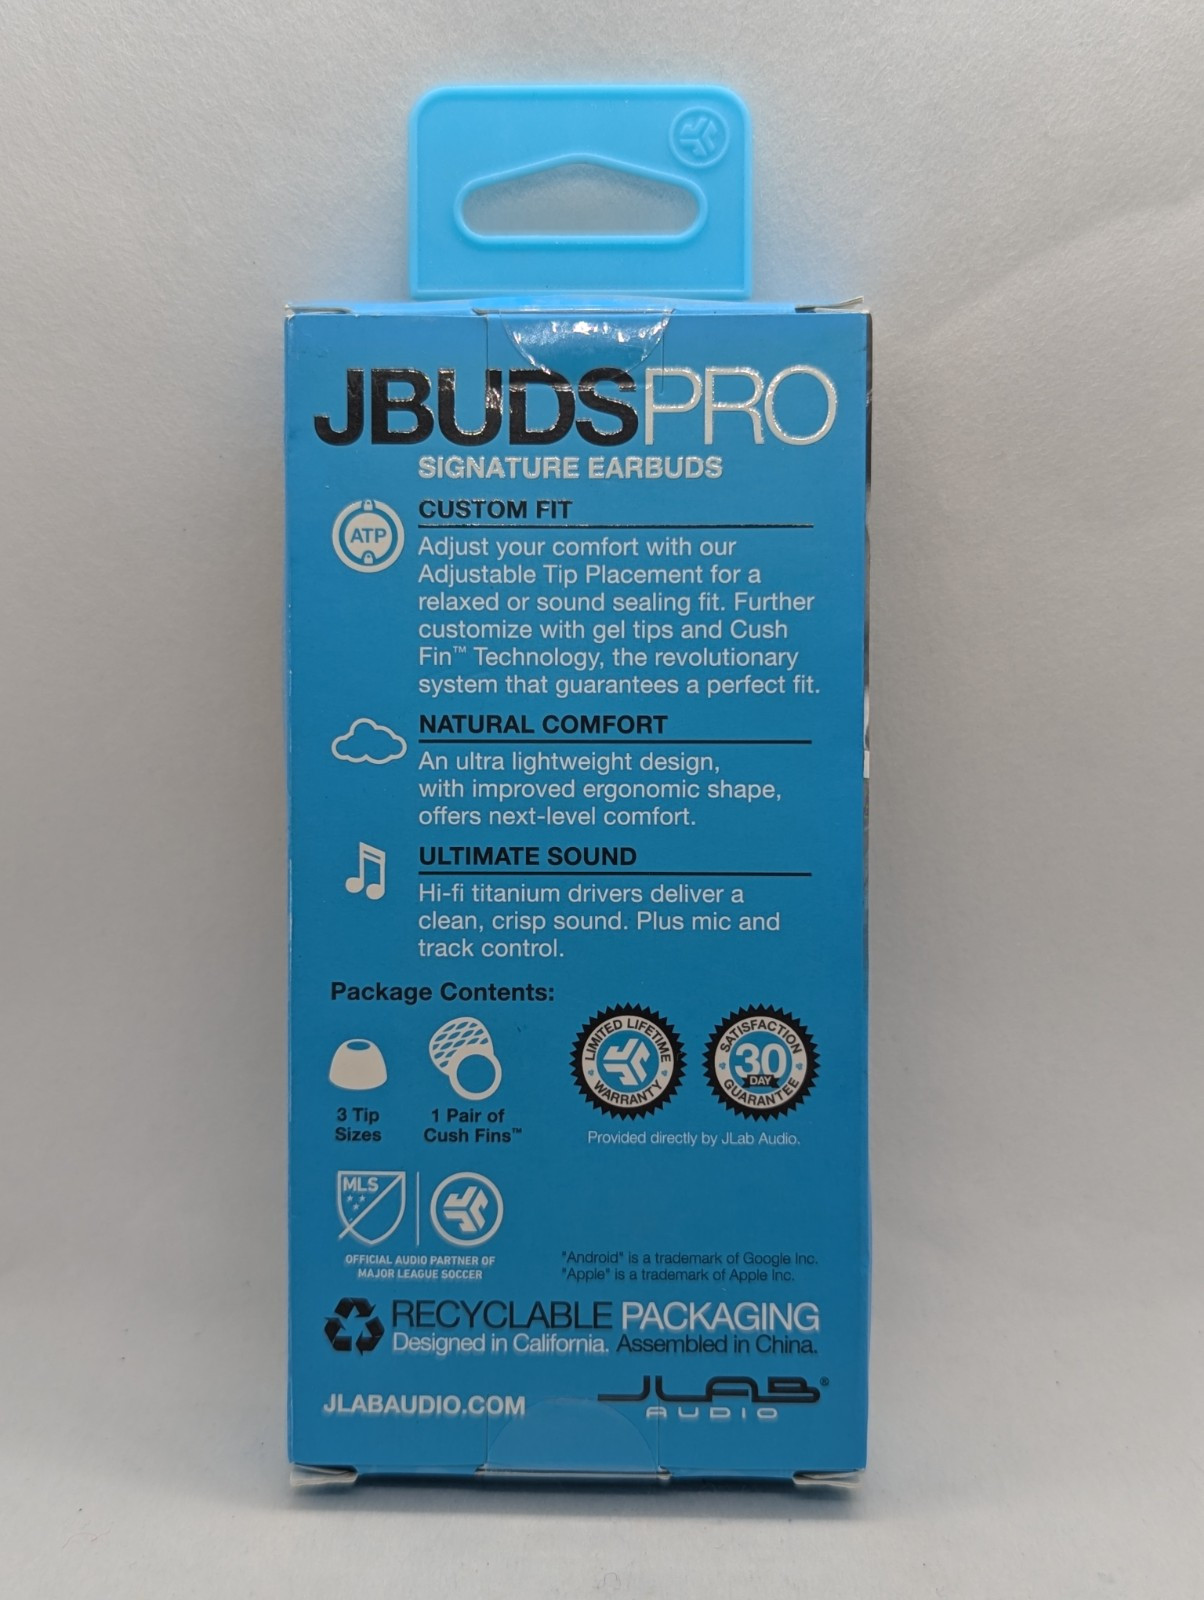 JBUDSPRO
SIGNATURE EARBUDS
ATP
CUSTOM FIT
Adjust your comfort with our
Adjustable Tip Placement for a
relaxed or sound sealing fit. Further
customize with gel tips and Cush
Fin™ Technology, the revolutionary
system that guarantees a perfect fit.
NATURAL COMFORT
An ultra lightweight design,
with improved ergonomic shape,
offers next-level comfort.
ULTIMATE SOUND
Hi-fi titanium drivers deliver a
clean, crisp sound. Plus mic and
track control.
Package Contents:
3 Tip
Sizes
1 Pair of
Cush Fins™
LIMITED LIFETIME
WARRANTY
SATISFACTION
30
DAY
GUARANTEE
Provided directly by JLab Audio.
MLS
OFFICIAL AUDIO PARTNER OF
MAJOR LEAGUE SOCCER
"Android" is a trademark of Google Inc.
"Apple" is a trademark of Apple Inc.
RECYCLABLE PACKAGING
Designed in California. Assembled in China.
JLABAUDIO.COM
JLAB®
AUDIO